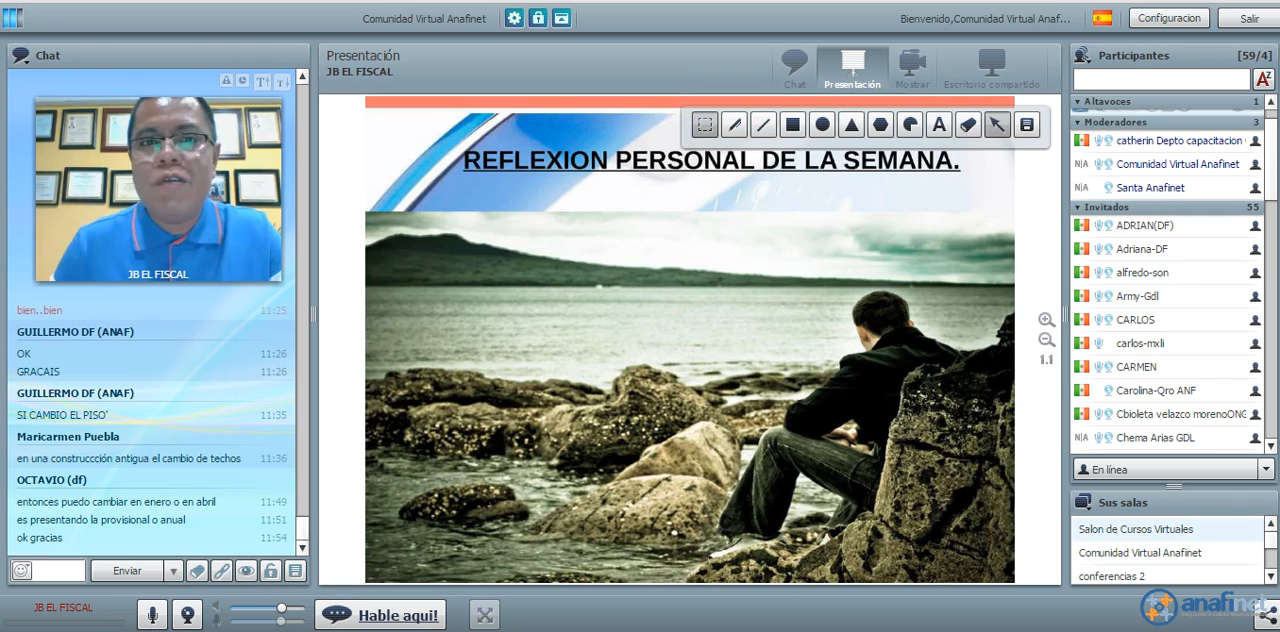 Comunidad Virtual Anafinet
Bienvenido,Comunidad Virtual Anaf...
Configuracion
Salir
Chat
T↑
T↓
JB EL FISCAL
bien..bien 11:25
GUILLERMO DF (ANAF)
OK 11:26
GRACAIS 11:26
GUILLERMO DF (ANAF)
SI CAMBIO EL PISO' 11:35
Maricarmen Puebla
en una construccción antigua el cambio de techos 11:36
OCTAVIO (df)
entonces puedo cambiar en enero o en abril 11:49
es presentando la provisional o anual 11:51
ok gracias 11:54
Enviar
Presentación
JB EL FISCAL
Chat
Presentación
Mostrar
Escritorio compartido
A
REFLEXION PERSONAL DE LA SEMANA.
1.1
Participantes [59/4]
AZ
Altavoces 1
Moderadores 3
catherin Depto capacitacion
N/A Comunidad Virtual Anafinet
N/A Santa Anafinet
Invitados 55
ADRIAN(DF)
Adriana-DF
alfredo-son
Army-Gdl
CARLOS
carlos-mxli
CARMEN
Carolina-Qro ANF
Cbioleta velazco morenoONG
N/A Chema Arias GDL
En línea
Sus salas
Salon de Cursos Virtuales
Comunidad Virtual Anafinet
conferencias 2
JB EL FISCAL
Hable aqui!
anafinet